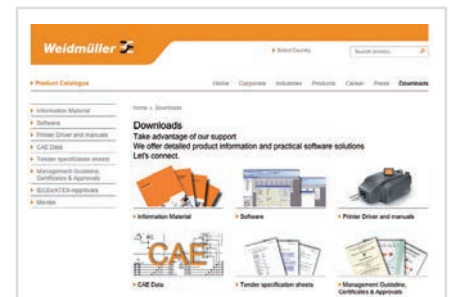 Weidmüller
Select Country
Product Catalogue
Home Corporate Industries Products Career Press Downloads
Information Material
Software
Printer Driver and manuals
CAE Data
Tender specification sheets
Management Guideline,
Certificates & Approvals
IECEx/ATEX-Approvals
Movies
Home > Downloads
Downloads
Take advantage of our support
We offer detailed product information and practical software solutions
Let's connect.
Information Material
Software
Printer Driver and manuals
CAE
CAE Data
Tender specification sheets
Management Guideline,
Certificates & Approvals